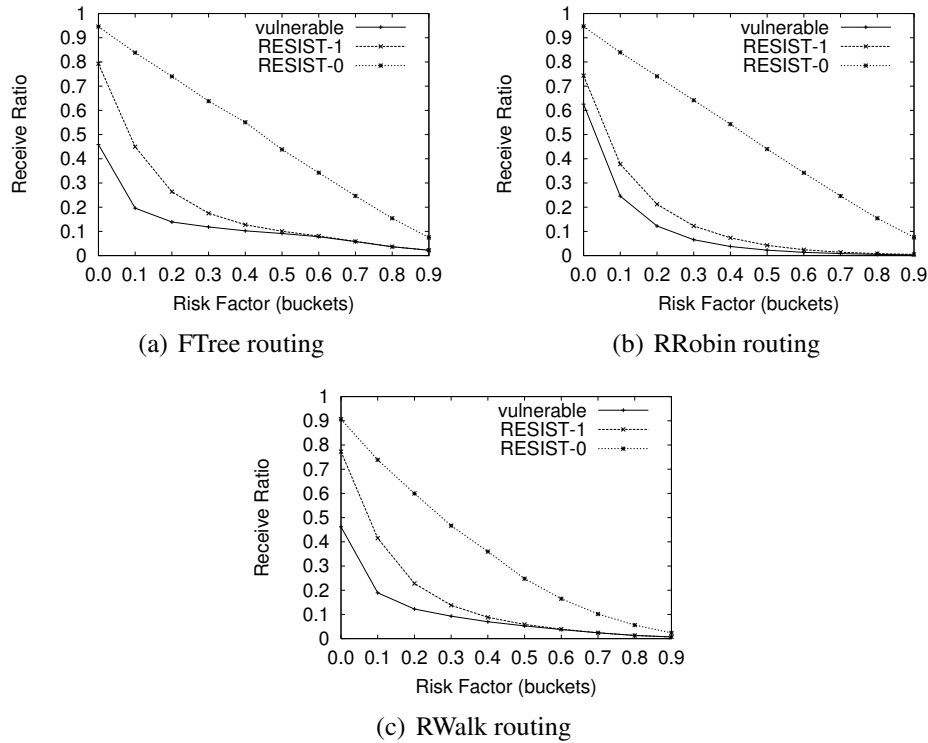 1
0.9
0.8
0.7
0.6
0.5
0.4
0.3
0.2
0.1
0
Receive Ratio
vulnerable
RESIST-1
RESIST-0
0.0 0.1 0.2 0.3 0.4 0.5 0.6 0.7 0.8 0.9
Risk Factor (buckets)
(a) FTree routing
1
0.9
0.8
0.7
0.6
0.5
0.4
0.3
0.2
0.1
0
Receive Ratio
vulnerable
RESIST-1
RESIST-0
0.0 0.1 0.2 0.3 0.4 0.5 0.6 0.7 0.8 0.9
Risk Factor (buckets)
(b) RRobin routing
1
0.9
0.8
0.7
0.6
0.5
0.4
0.3
0.2
0.1
0
Receive Ratio
vulnerable
RESIST-1
RESIST-0
0.0 0.1 0.2 0.3 0.4 0.5 0.6 0.7 0.8 0.9
Risk Factor (buckets)
(c) RWalk routing